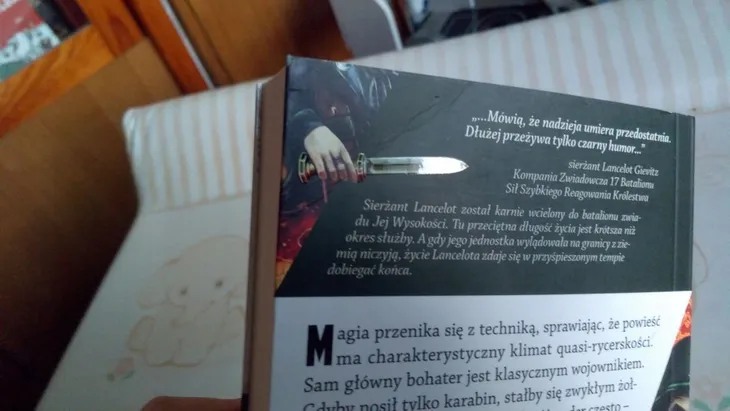 „...Mówią, że nadzieja umiera przedostatnia.
Dłużej przeżywa tylko czarny humor..."
sierżant Lancelot Gievitz
Kompania Zwiadowcza 17 Batalionu
Sił Szybkiego Reagowania Królestwa
Sierżant Lancelot został karnie wcielony do batalionu zwia-
du Jej Wysokości. Tu przeciętna długość życia jest krótsza niż
okres służby. A gdy jego jednostka wylądowała na granicy z zie-
mią niczyją, życie Lancelota zdaje się w przyśpieszonym tempie
dobiegać końca.
Magia przenika się z techniką, sprawiając, że powieść
ma charakterystyczny klimat quasi-rycerskości.
Sam główny bohater jest klasycznym wojownikiem.
Gdyby nosił tylko karabin, stałby się zwykłym żoł-
często –